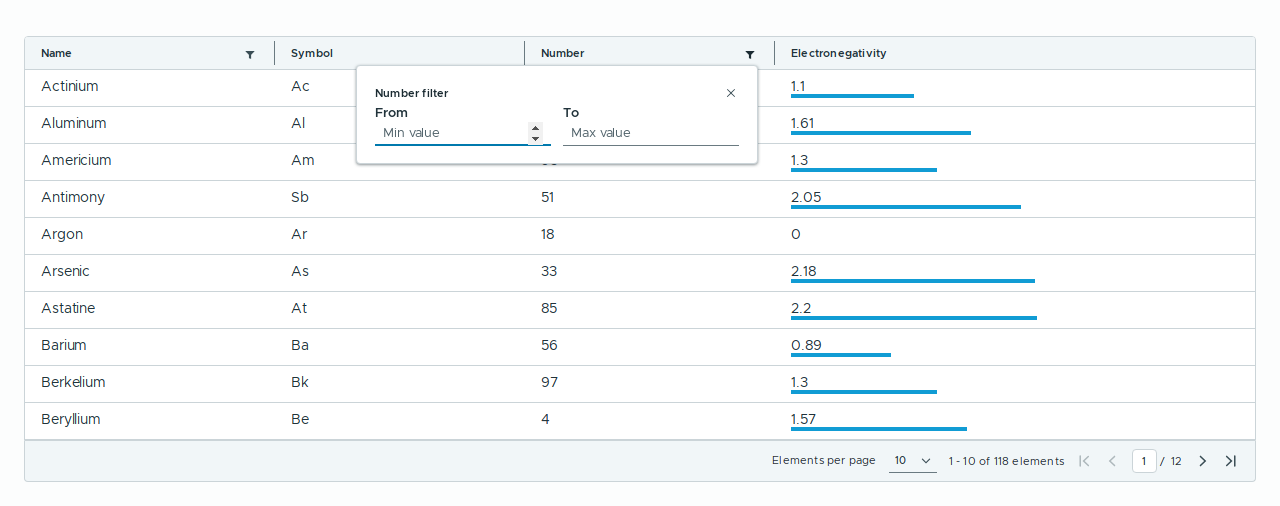 Name Symbol Number Electronegativity
Actinium Ac 1.1
Number filter
From To
Min value Max value
Aluminum Al 1.61
Americium Am 1.3
Antimony Sb 51 2.05
Argon Ar 18 0
Arsenic As 33 2.18
Astatine At 85 2.2
Barium Ba 56 0.89
Berkelium Bk 97 1.3
Beryllium Be 4 1.57
Elements per page 10 1 - 10 of 118 elements 1 / 12